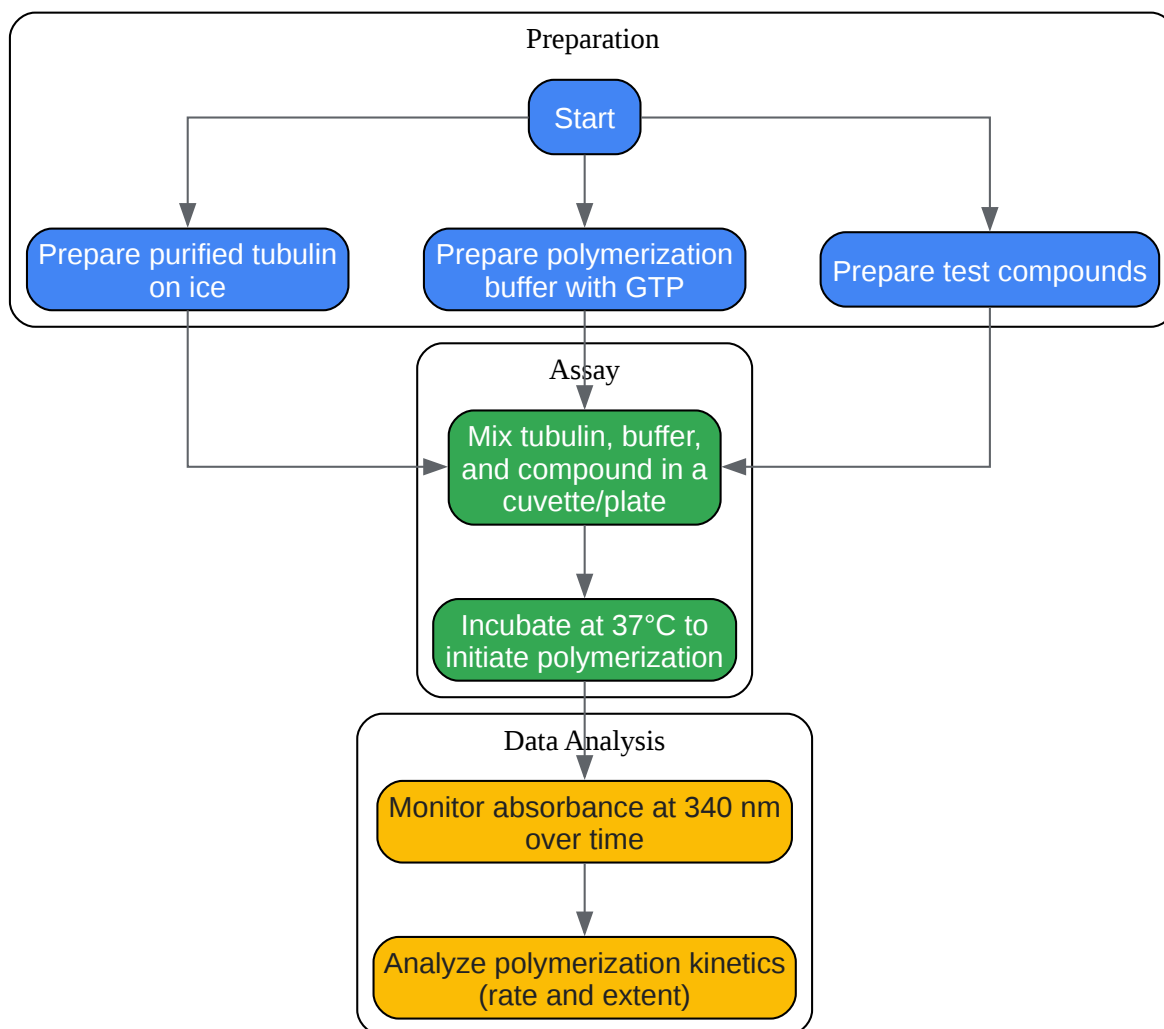 Preparation
Start
Prepare purified tubulin
on ice
Prepare polymerization
buffer with GTP
Prepare test compounds
Assay
Mix tubulin, buffer,
and compound in a
cuvette/plate
Incubate at 37°C to
initiate polymerization
Data Analysis
Monitor absorbance at 340 nm
over time
Analyze polymerization kinetics
(rate and extent)